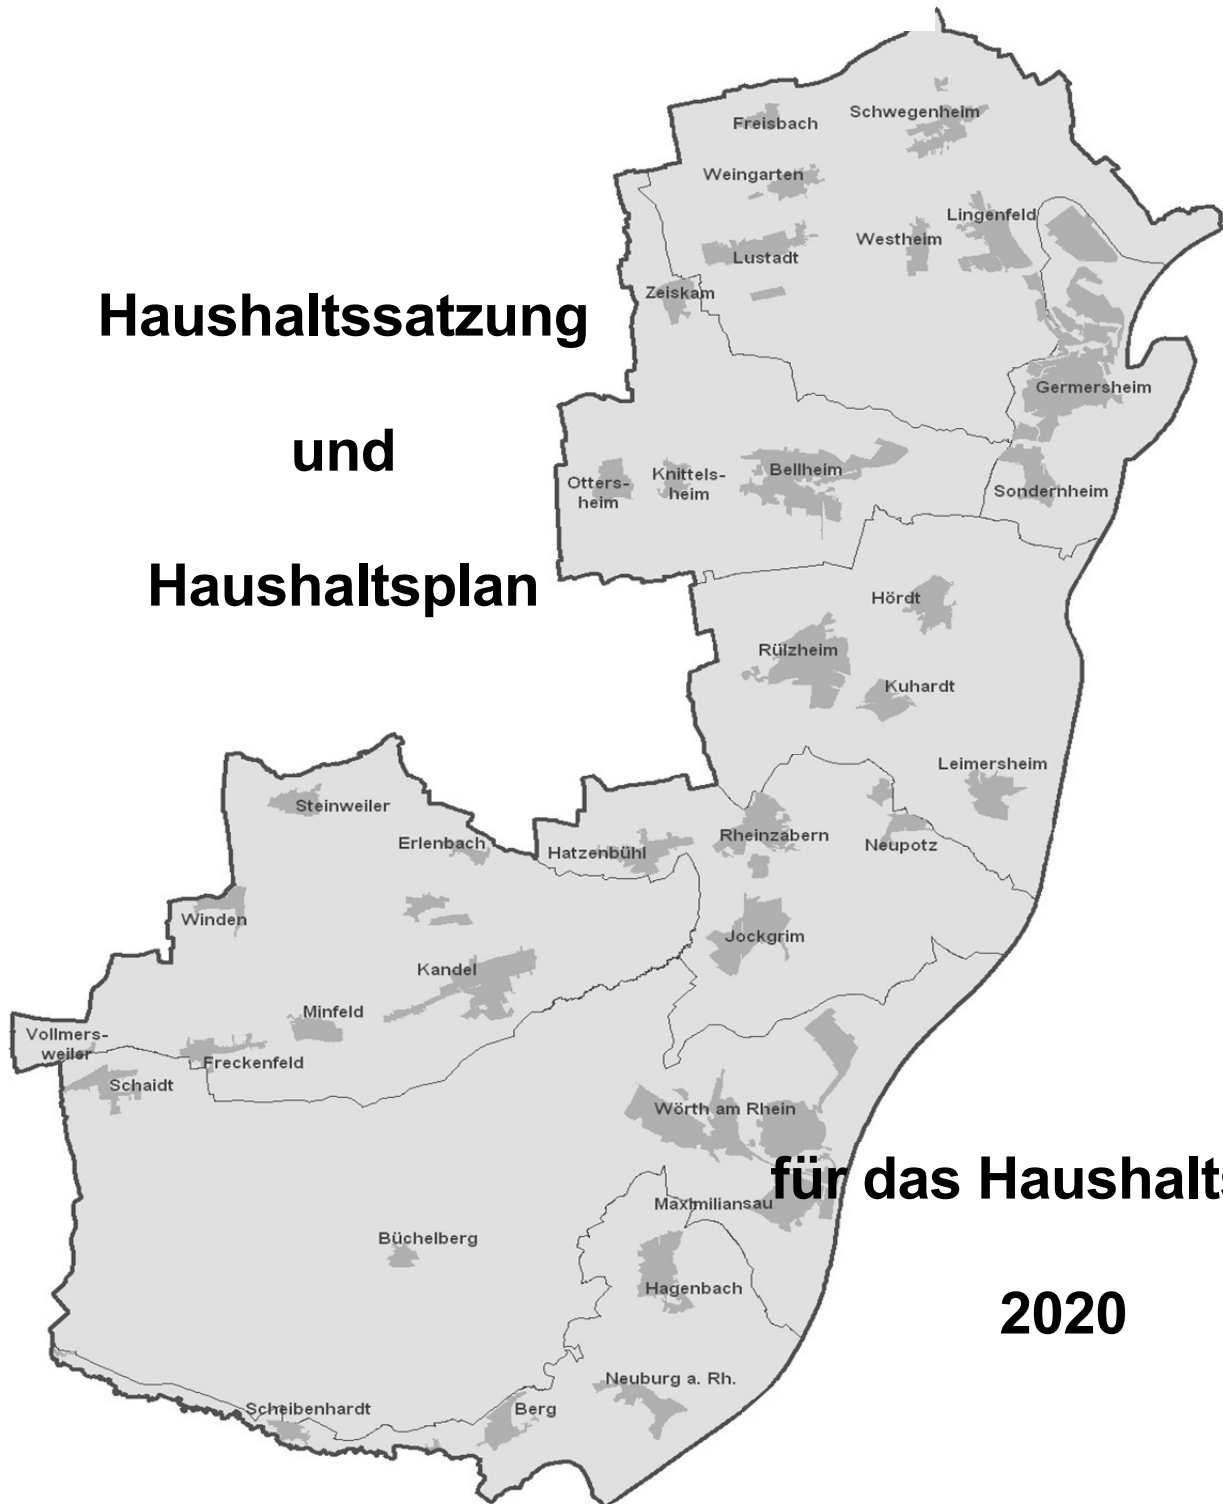 Freisbach
Schwegenheim
Weingarten
Lingenfeld
Westheim
Lustadt
Zeiskam
Haushaltssatzung
Germersheim
und
Otters-
heim
Knittels-
heim
Bellheim
Sondernheim
Haushaltsplan
Hördt
Rülzheim
Kuhardt
Leimersheim
Steinweiler
Erlenbach
Hatzenbühl
Rheinzabern
Neupotz
Winden
Jockgrim
Kandel
Minfeld
Vollmers-
weiler
Freckenfeld
Schaidt
Wörth am Rhein
für das Haushalts
Maximiliansau
Büchelberg
Hagenbach
2020
Neuburg a. Rh.
Scheibenhardt
Berg